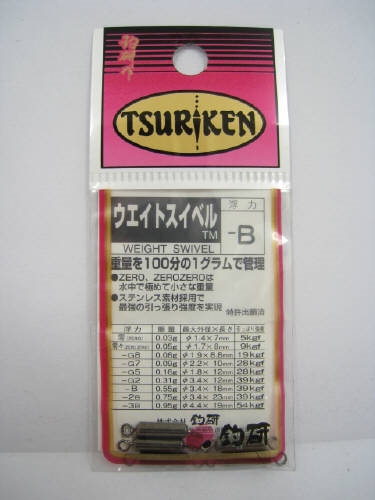 TSURIKEN
浮力
ウエイトスイベル™
-B
WEIGHT SWIVEL
重量を100分の1グラムで管理
●ZERO、ZEROZEROは
水中で極めて小さな重量
●ステンレス素材採用で
最強の引っ張り強度を実現 特許出願済
浮力 重量 最大外径×長さ 引っぱり強度
0.03g φ1.4×7mm 5kgf
0.05g φ1.7×8mm 9kgf
-G8 φ1.9×8.8mm 19kgf
-G7 0.09g φ2.2×10mm 28kgf
-G5 0.16g φ1.8×12mm 28kgf
-G2 0.31g φ3.4×12mm 39kgf
-B 0.55g φ3.4×18mm 39kgf
-2B 0.75g φ3.4×23mm 39kgf
-3B 0.95g φ4.4×19mm 54kgf
株式会社 釣研
釣研